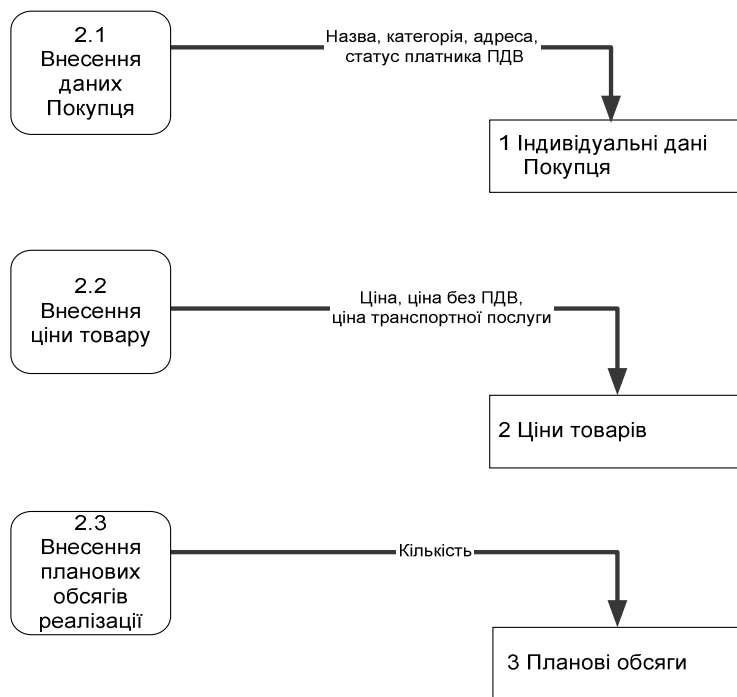 2.1
Внесення
даних
Покупця
Назва, категорія, адреса,
статус платника ПДВ
1 Індивідуальні дані
Покупця
2.2
Внесення
ціни товару
Ціна, ціна без ПДВ,
ціна транспортної послуги
2 Ціни товарів
2.3
Внесення
планових
обсягів
реалізації
Кількість
3 Планові обсяги